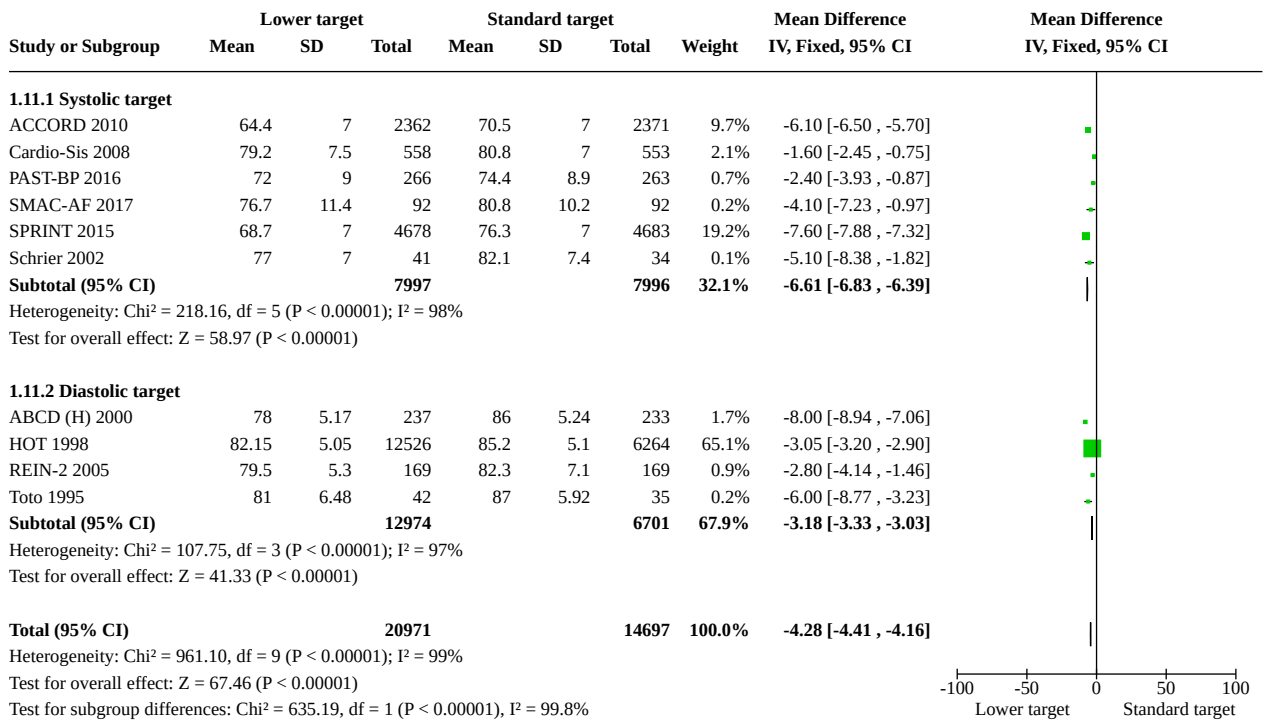 Lower target Standard target Mean Difference Mean Difference
Study or Subgroup Mean SD Total Mean SD Total Weight IV, Fixed, 95% CI IV, Fixed, 95% CI
1.11.1 Systolic target
ACCORD 2010 64.4 7 2362 70.5 7 2371 9.7% -6.10 [-6.50 , -5.70]
Cardio-Sis 2008 79.2 7.5 558 80.8 7 553 2.1% -1.60 [-2.45 , -0.75]
PAST-BP 2016 72 9 266 74.4 8.9 263 0.7% -2.40 [-3.93 , -0.87]
SMAC-AF 2017 76.7 11.4 92 80.8 10.2 92 0.2% -4.10 [-7.23 , -0.97]
SPRINT 2015 68.7 7 4678 76.3 7 4683 19.2% -7.60 [-7.88 , -7.32]
Schrier 2002 77 7 41 82.1 7.4 34 0.1% -5.10 [-8.38 , -1.82]
Subtotal (95% CI) 7997 7996 32.1% -6.61 [-6.83 , -6.39]
Heterogeneity: Chi² = 218.16, df = 5 (P < 0.00001); I² = 98%
Test for overall effect: Z = 58.97 (P < 0.00001)
1.11.2 Diastolic target
ABCD (H) 2000 78 5.17 237 86 5.24 233 1.7% -8.00 [-8.94 , -7.06]
HOT 1998 82.15 5.05 12526 85.2 5.1 6264 65.1% -3.05 [-3.20 , -2.90]
REIN-2 2005 79.5 5.3 169 82.3 7.1 169 0.9% -2.80 [-4.14 , -1.46]
Toto 1995 81 6.48 42 87 5.92 35 0.2% -6.00 [-8.77 , -3.23]
Subtotal (95% CI) 12974 6701 67.9% -3.18 [-3.33 , -3.03]
Heterogeneity: Chi² = 107.75, df = 3 (P < 0.00001); I² = 97%
Test for overall effect: Z = 41.33 (P < 0.00001)
Total (95% CI) 20971 14697 100.0% -4.28 [-4.41 , -4.16]
Heterogeneity: Chi² = 961.10, df = 9 (P < 0.00001); I² = 99%
Test for overall effect: Z = 67.46 (P < 0.00001)
-100 -50 0 50 100
Test for subgroup differences: Chi² = 635.19, df = 1 (P < 0.00001), I² = 99.8% Lower target Standard target